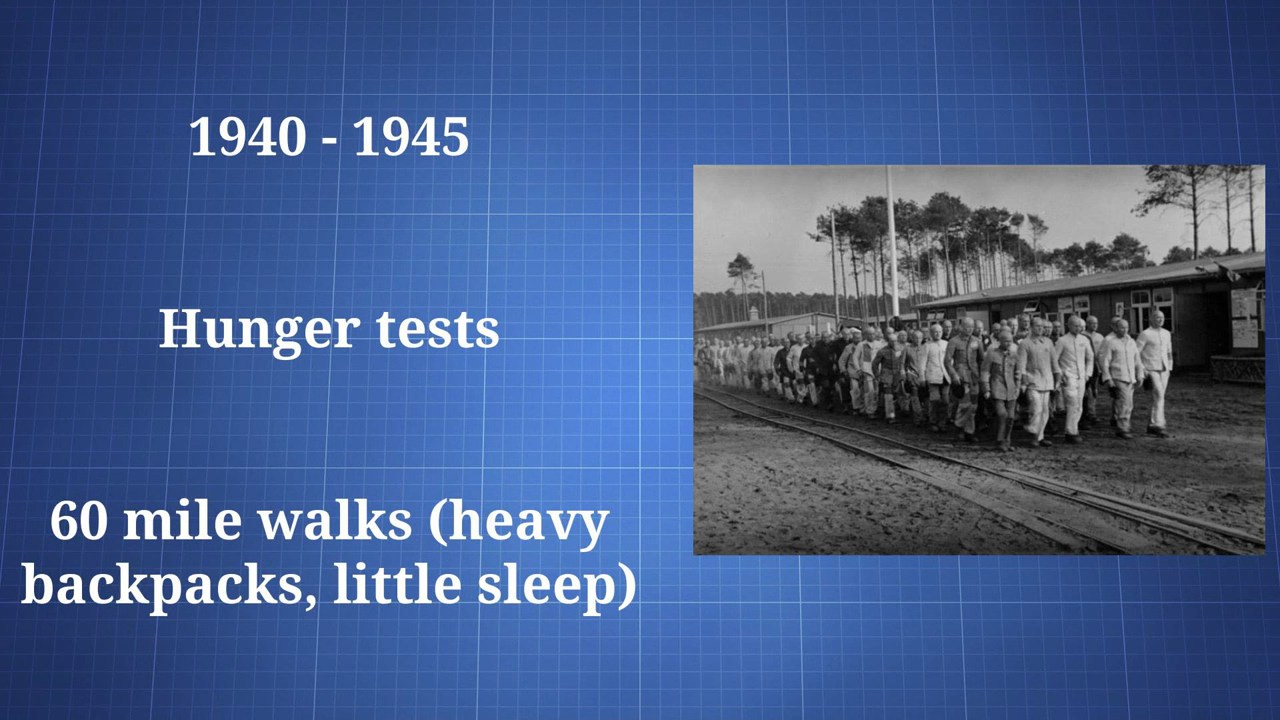 1940 - 1945
Hunger tests
60 mile walks (heavy
backpacks, little sleep)